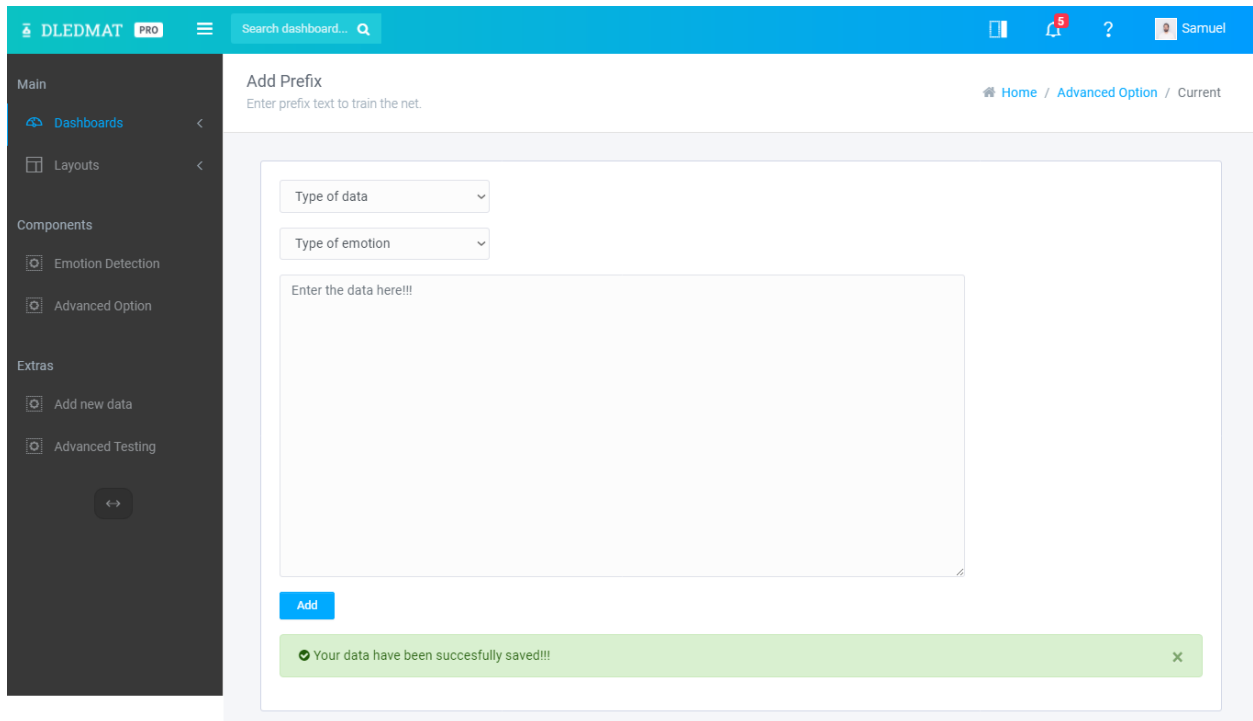 DLEDMAT PRO
Search dashboard...
5
?
Samuel
Main
Dashboards
Layouts
Components
Emotion Detection
Advanced Option
Extras
Add new data
Advanced Testing
Add Prefix
Enter prefix text to train the net.
Home / Advanced Option / Current
Type of data
Type of emotion
Enter the data here!!!
Add
Your data have been succesfully saved!!!
×